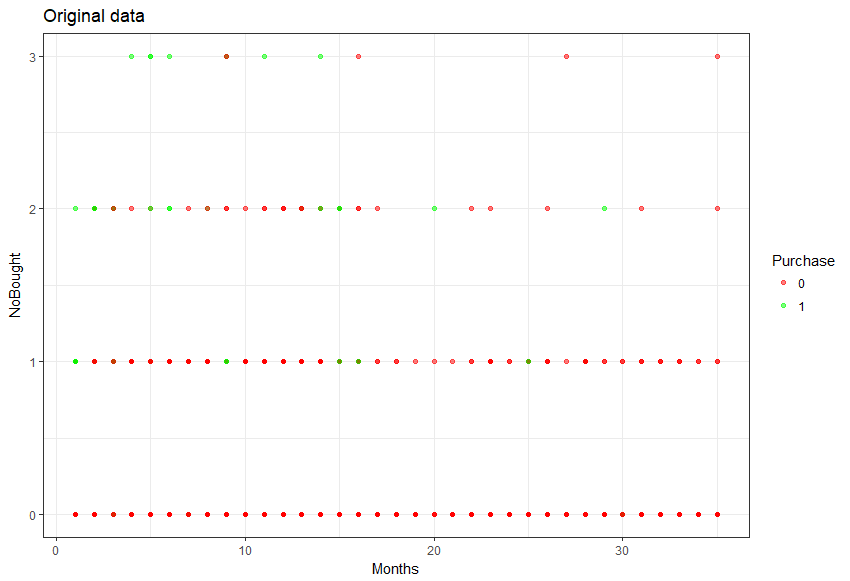 Original data
3
2
1
0
NoBought
0
10
20
30
Months
Purchase
0
1